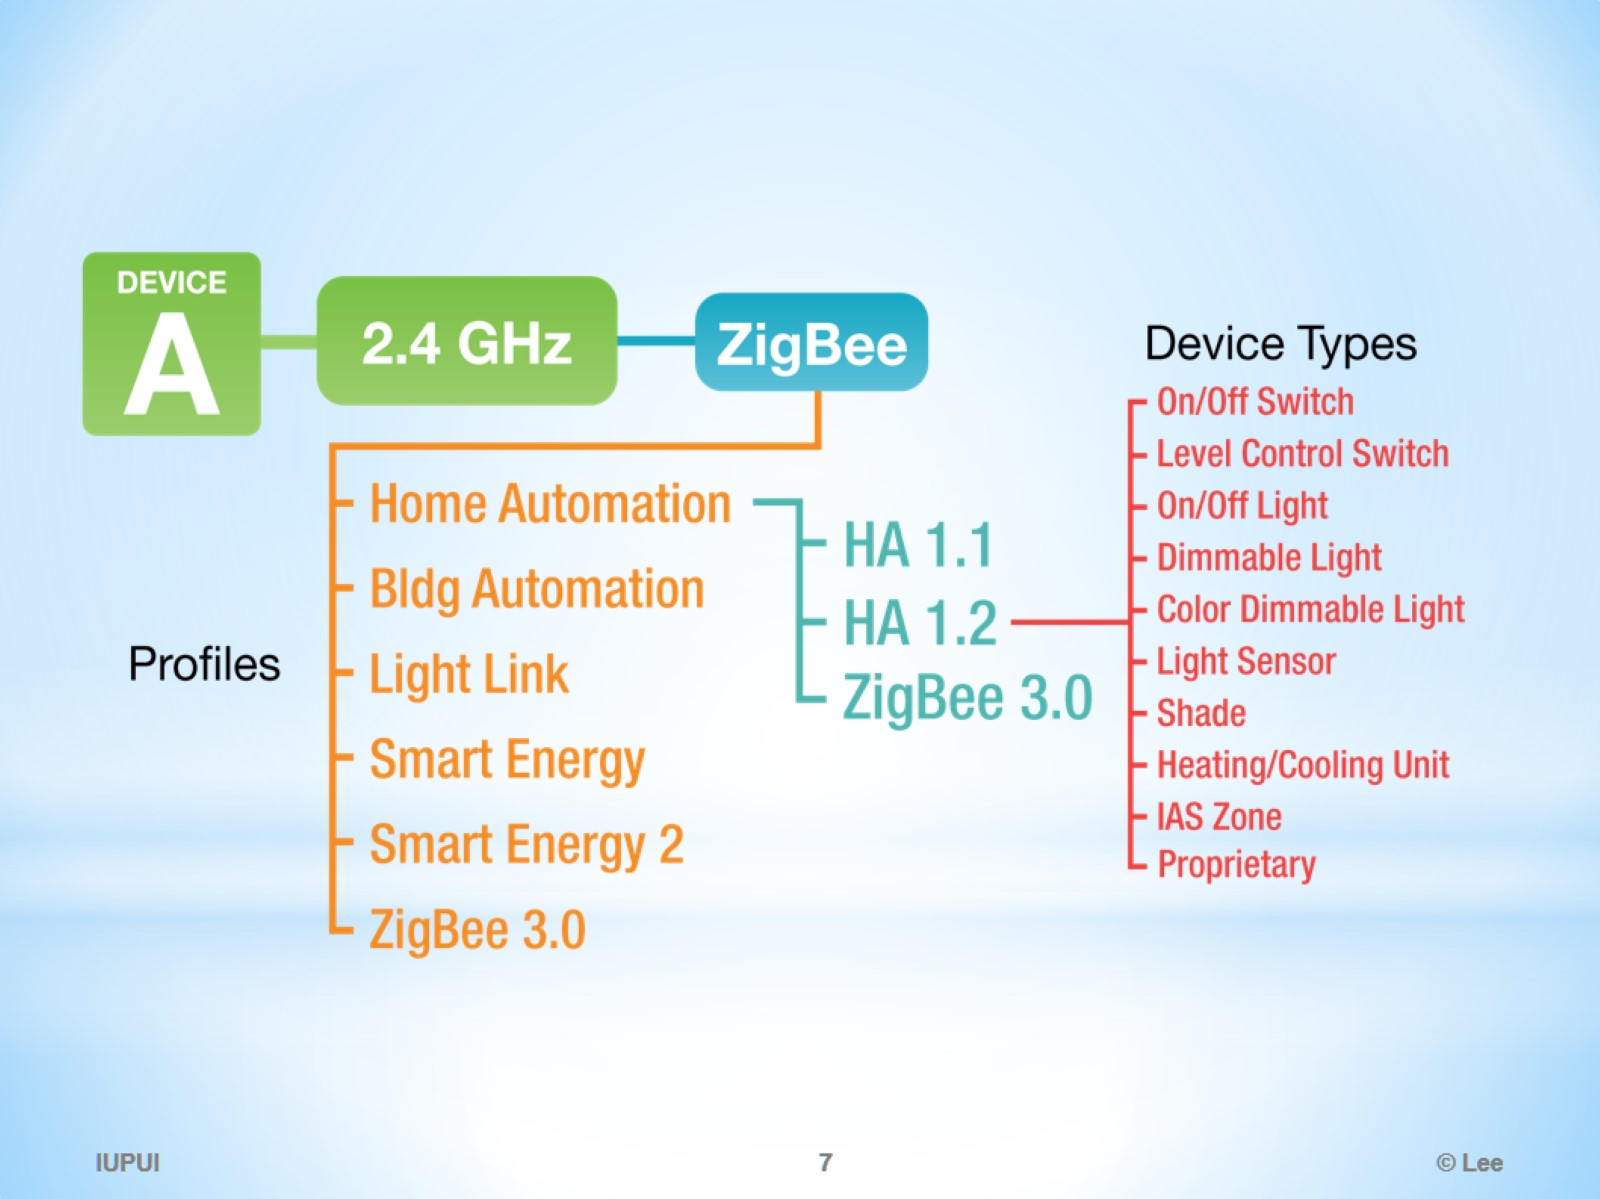 DEVICE
A
2.4 GHz
ZigBee
Device Types
Profiles
Home Automation
Bldg Automation
Light Link
Smart Energy
Smart Energy 2
ZigBee 3.0
HA 1.1
HA 1.2
ZigBee 3.0
On/Off Switch
Level Control Switch
On/Off Light
Dimmable Light
Color Dimmable Light
Light Sensor
Shade
Heating/Cooling Unit
IAS Zone
Proprietary
IUPUI
7
© Lee